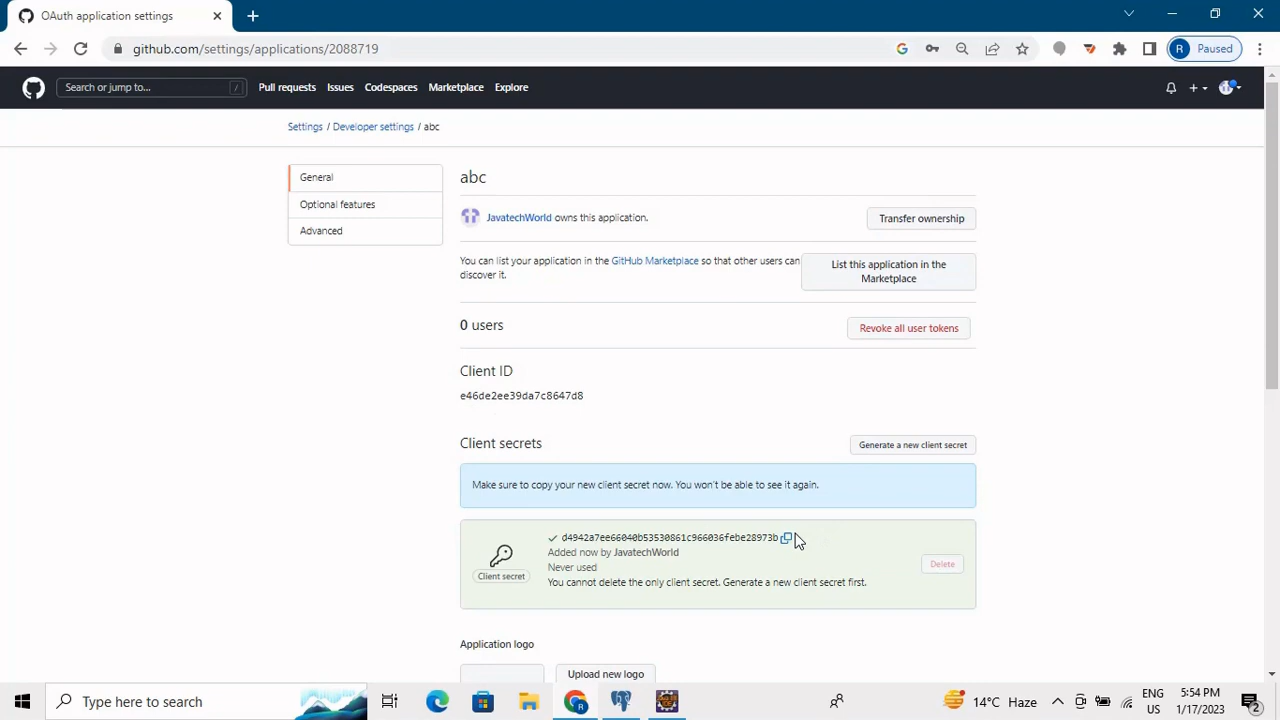 OAuth application settings
github.com/settings/applications/2088719
R Paused
Search or jump to... /
Pull requests Issues Codespaces Marketplace Explore
Settings / Developer settings / abc
General
Optional features
Advanced
abc
JavatechWorld owns this application.
Transfer ownership
You can list your application in the GitHub Marketplace so that other users can
discover it.
List this application in the
Marketplace
0 users
Revoke all user tokens
Client ID
e46de2ee39da7c8647d8
Client secrets
Generate a new client secret
Make sure to copy your new client secret now. You won't be able to see it again.
d4942a7ee66040b53530861c966036febe28973b
Added now by JavatechWorld
Never used
You cannot delete the only client secret. Generate a new client secret first.
Client secret
Delete
Application logo
Upload new logo
Type here to search
14°C Haze
ENG
US
5:54 PM
1/17/2023
2